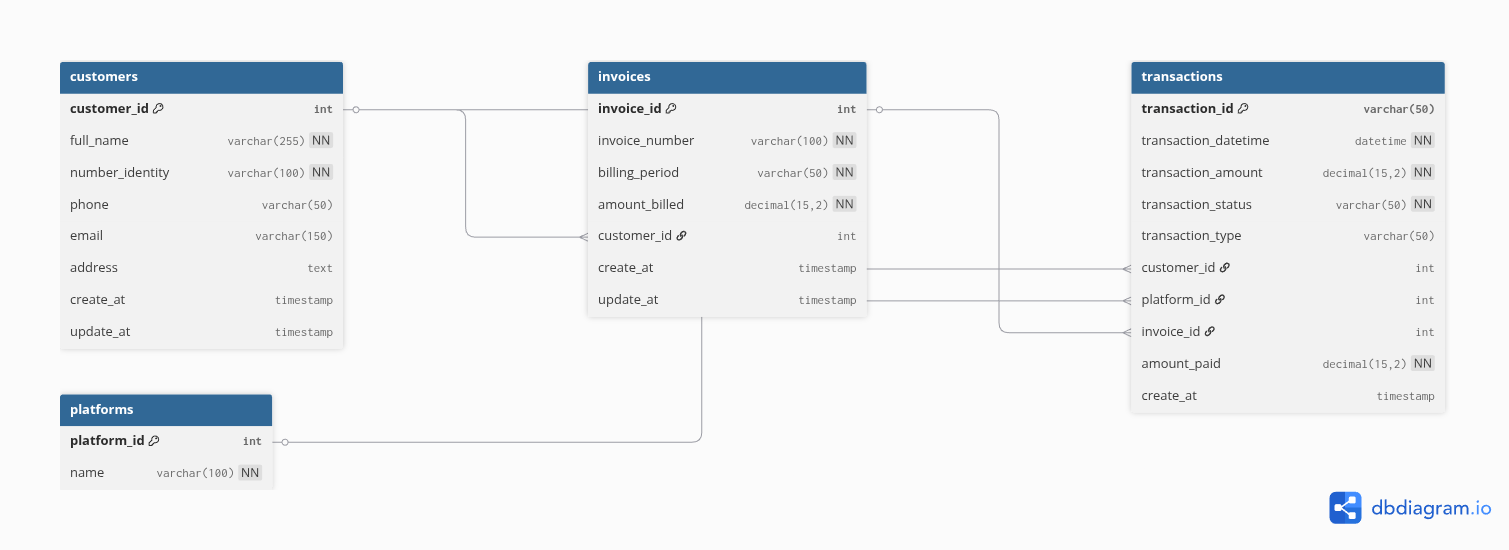 customers
customer_id int
full_name varchar(255) NN
number_identity varchar(100) NN
phone varchar(50)
email varchar(150)
address text
create_at timestamp
update_at timestamp
platforms
platform_id int
name varchar(100) NN
invoices
invoice_id int
invoice_number varchar(100) NN
billing_period varchar(50) NN
amount_billed decimal(15,2) NN
customer_id int
create_at timestamp
update_at timestamp
transactions
transaction_id varchar(50)
transaction_datetime datetime NN
transaction_amount decimal(15,2) NN
transaction_status varchar(50) NN
transaction_type varchar(50)
customer_id int
platform_id int
invoice_id int
amount_paid decimal(15,2) NN
create_at timestamp
dbdiagram.io